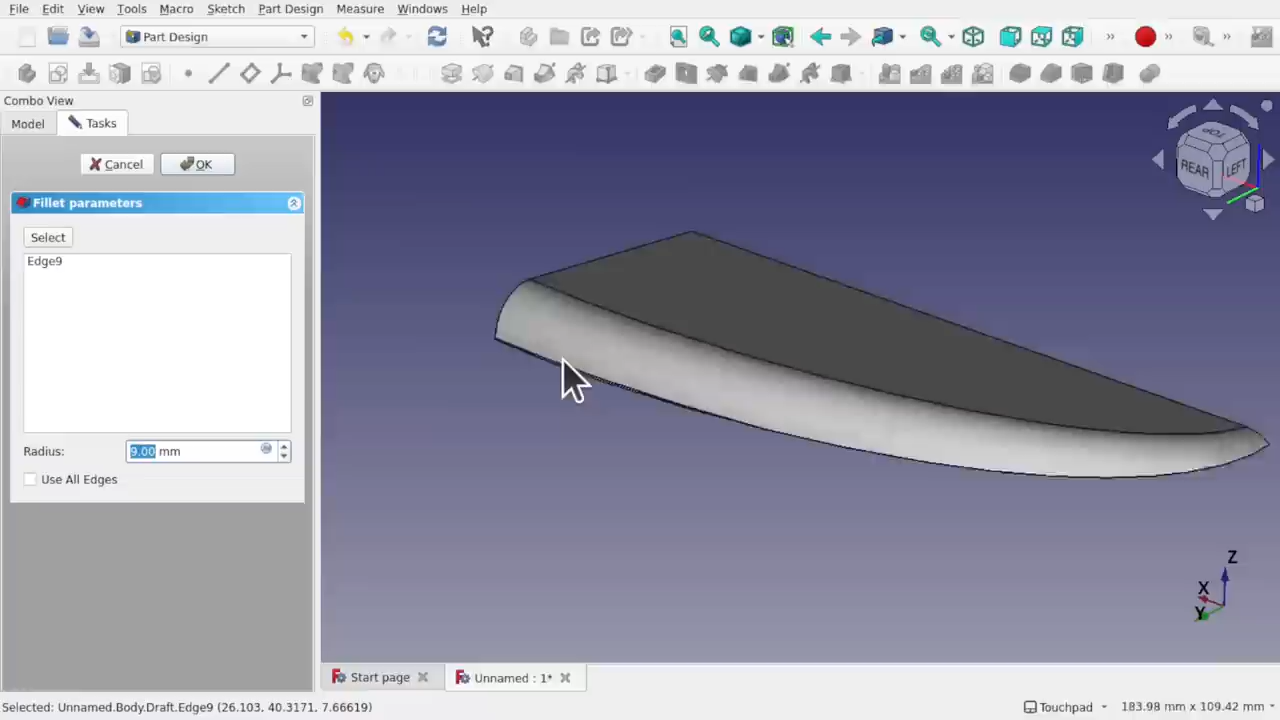 File Edit View Tools Macro Sketch Part Design Measure Windows Help
Part Design
Combo View
Model Tasks
Cancel OK
Fillet parameters
Select
Edge9
Radius: 9.00 mm
Use All Edges
TOP
REAR LEFT
Z
X
Y
Start page Unnamed : 1*
Selected: Unnamed.Body.Draft.Edge9 (26.103, 40.3171, 7.66619) Touchpad 183.98 mm x 109.42 mm